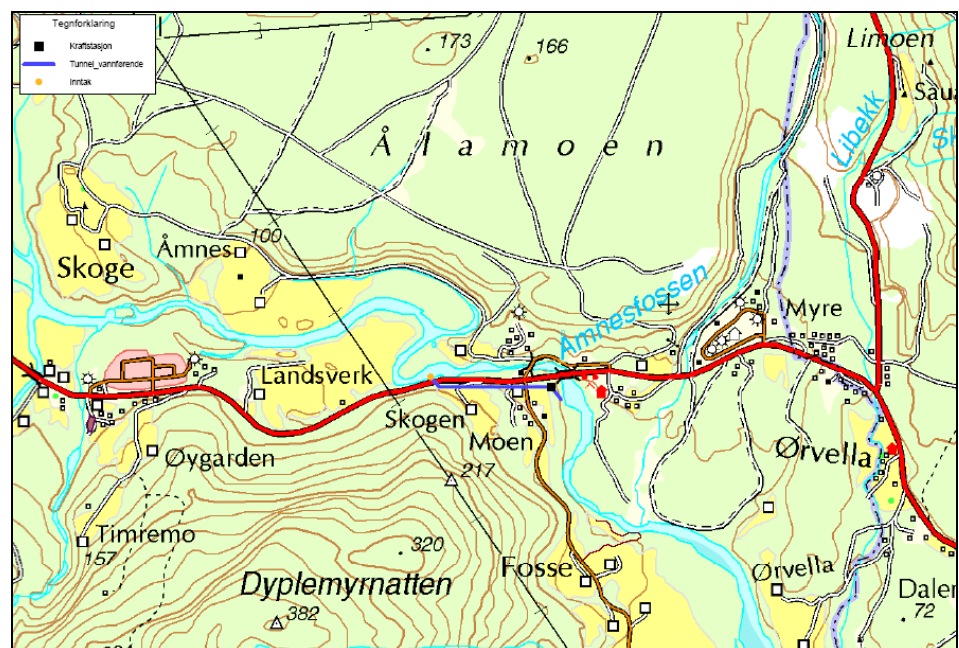 Tegnforklaring
Kraftstasjon
Tunnel_vannførende
Inntak
173
166
Limoen
Libekk
Ålamoen
Åmnes
100
Skoge
Åmnesfossen
Myre
Landsverk
Skogen
Moen
Øygarden
217
Ørvella
Timremo
157
320
Fosse
Ørvella
Dyplemyrnatten
382
Daler
72